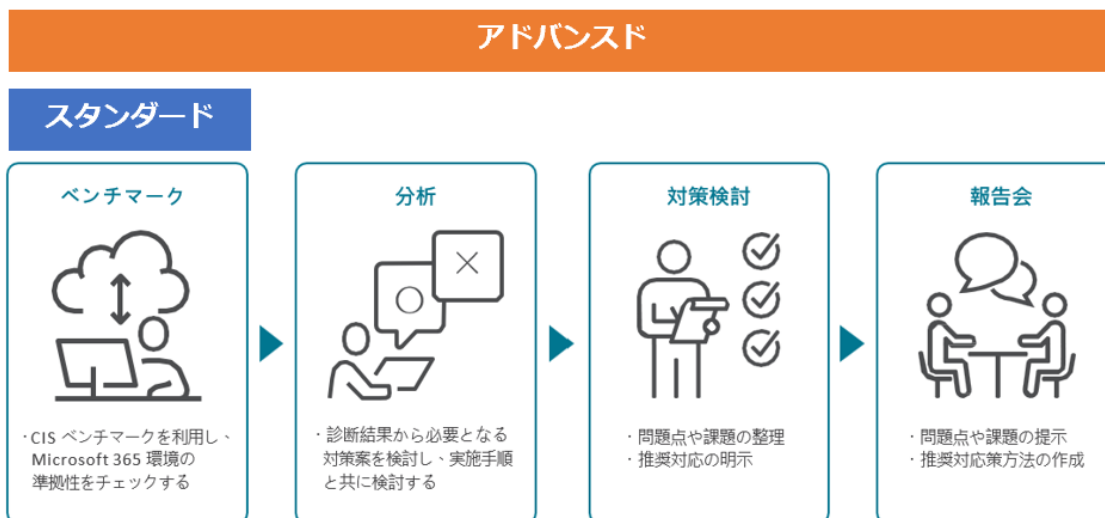 アドバンスド
スタンダード
ベンチマーク
・CIS ベンチマークを利用し、
Microsoft 365 環境の
準拠性をチェックする
分析
・診断結果から必要となる
対策案を検討し、実施手順
と共に検討する
対策検討
・問題点や課題の整理
・推奨対応の明示
報告会
・問題点や課題の提示
・推奨対応策方法の作成